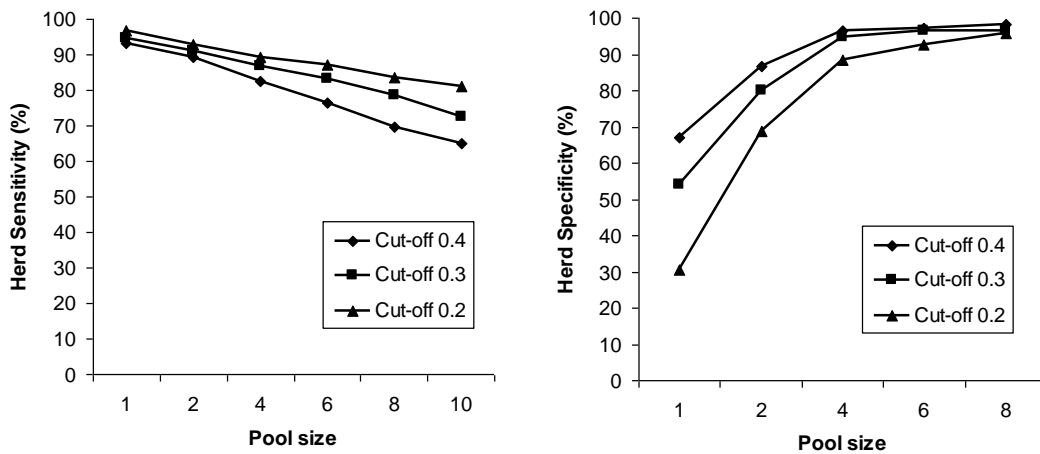 100
90
80
70
60
50
40
30
20
10
0
Herd Sensitivity (%)
Cut-off 0.4
Cut-off 0.3
Cut-off 0.2
1 2 4 6 8 10
Pool size
100
90
80
70
60
50
40
30
20
10
0
Herd Specificity (%)
Cut-off 0.4
Cut-off 0.3
Cut-off 0.2
1 2 4 6 8
Pool size